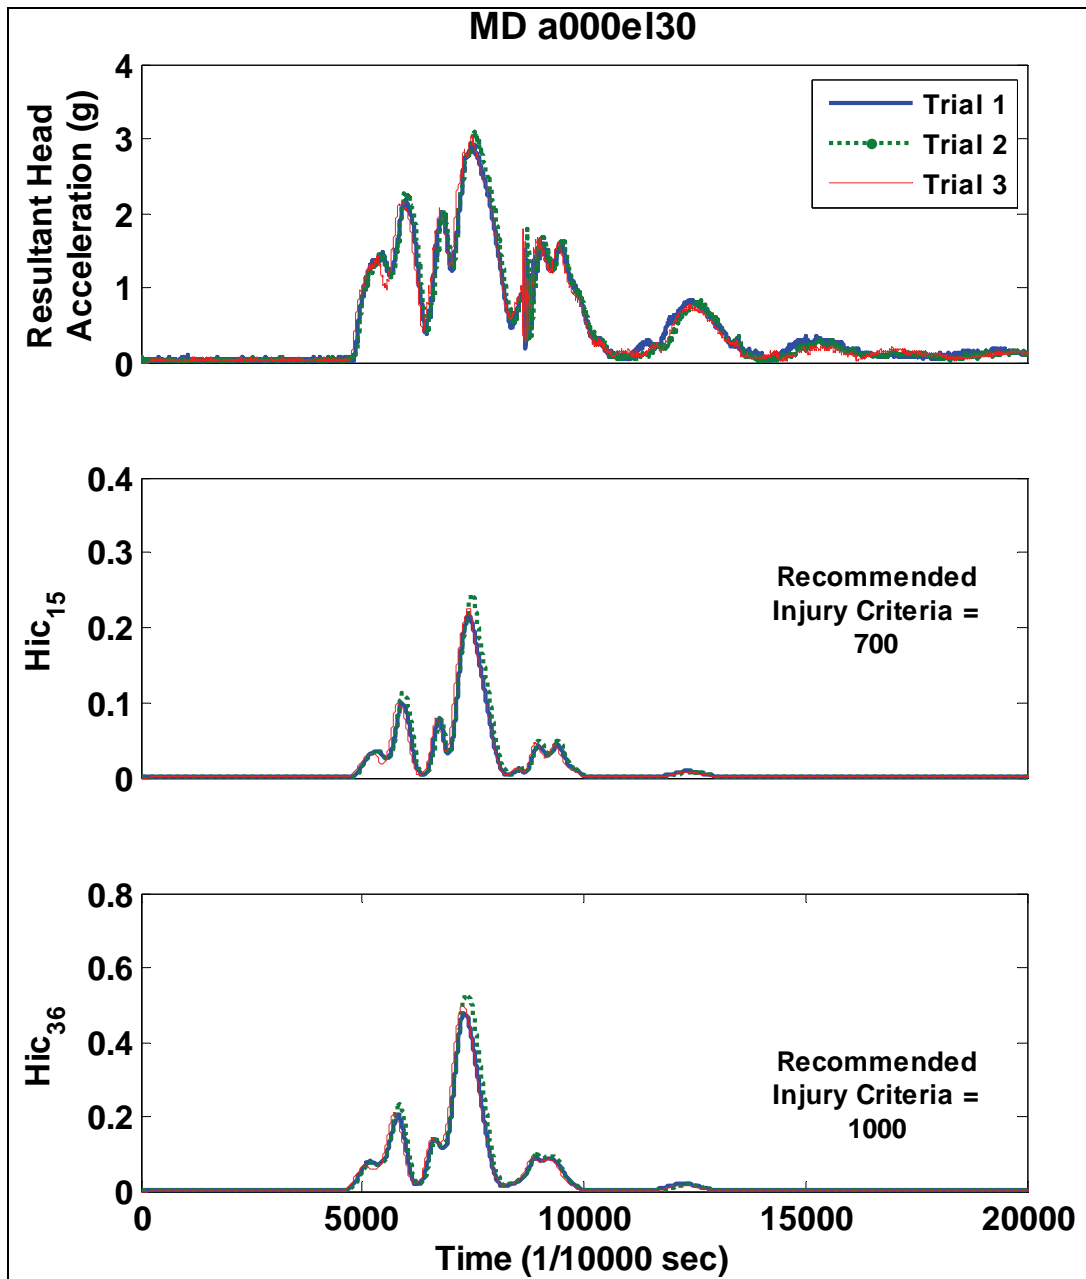 MD a000el30
Resultant Head
Acceleration (g)
4
3
2
1
0
Trial 1
Trial 2
Trial 3
Hic15
0.4
0.3
0.2
0.1
0
Recommended
Injury Criteria =
700
Hic36
0.8
0.6
0.4
0.2
0
Recommended
Injury Criteria =
1000
0 5000 10000 15000 20000
Time (1/10000 sec)